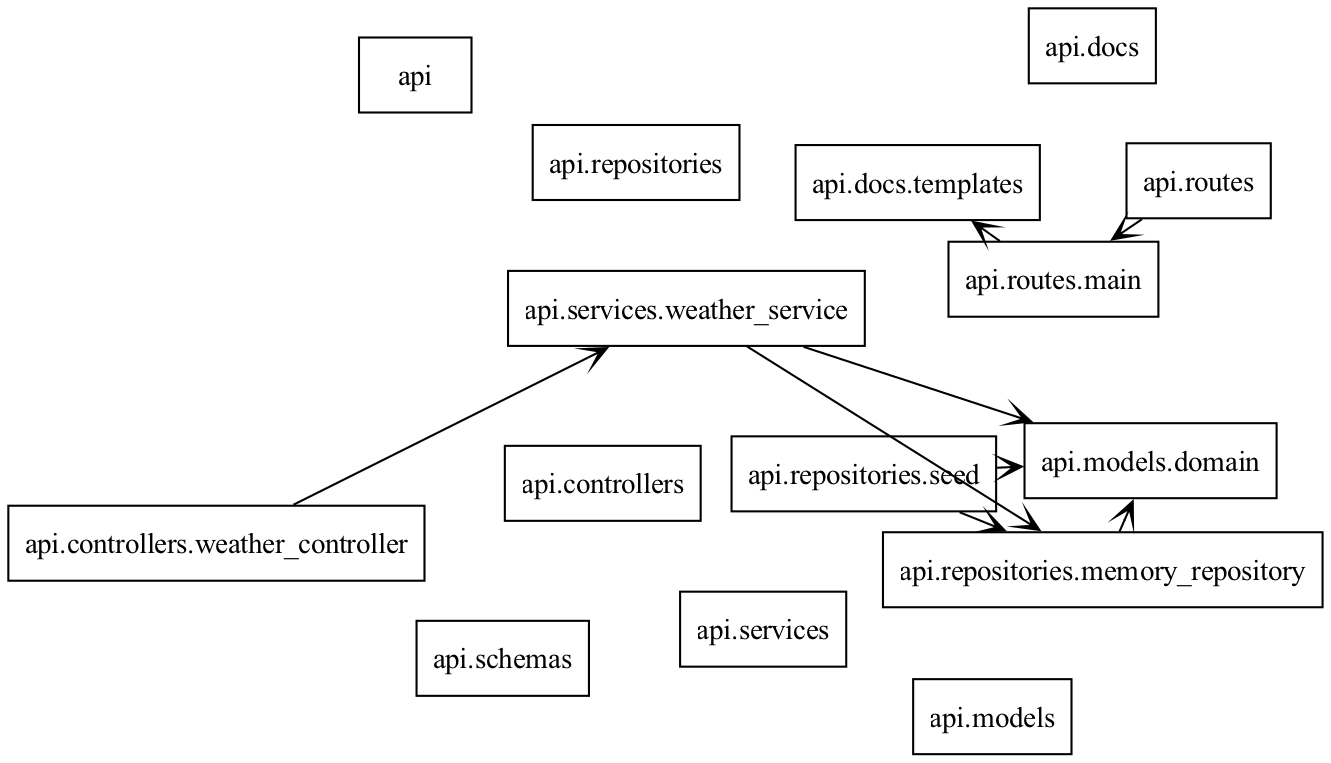 api.docs
api
api.repositories
api.docs.templates
api.routes
api.routes.main
api.services.weather_service
api.models.domain
api.repositories.seed
api.controllers
api.controllers.weather_controller
api.repositories.memory_repository
api.services
api.schemas
api.models